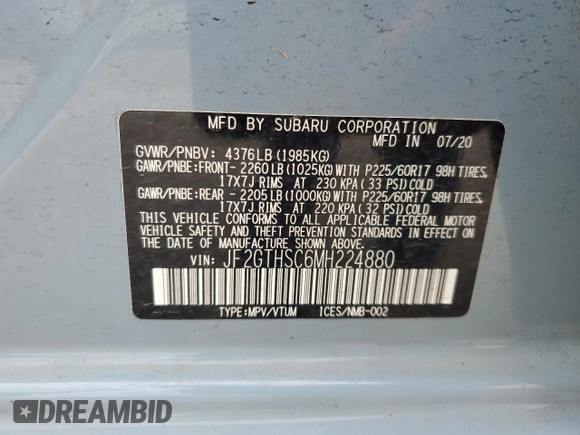 MFD BY SUBARU CORPORATION
MFD IN 07/20
GVWR/PNBV: 4376LB (1985KG)
GAWR/PNBE:FRONT- 2260LB (1025KG) WITH P225/60R17 98H TIRES,
17X7J RIMS AT 230 KPA (33 PSI) COLD
GAWR/PNBE:REAR - 2205LB (1000KG) WITH P225/60R17 98H TIRES,
17X7J RIMS AT 220 KPA (32 PSI) COLD
THIS VEHICLE CONFORMS TO ALL APPLICABLE FEDERAL MOTOR
VEHICLE SAFETY AND THEFT PREVENTION STANDARDS IN EFFECT
ON THE DATE OF MANUFACTURE SHOWN ABOVE.
VIN: JF2GTHSC6MH224880
TYPE:MPV/VTUM ICES/NMB-002
DREAMBID